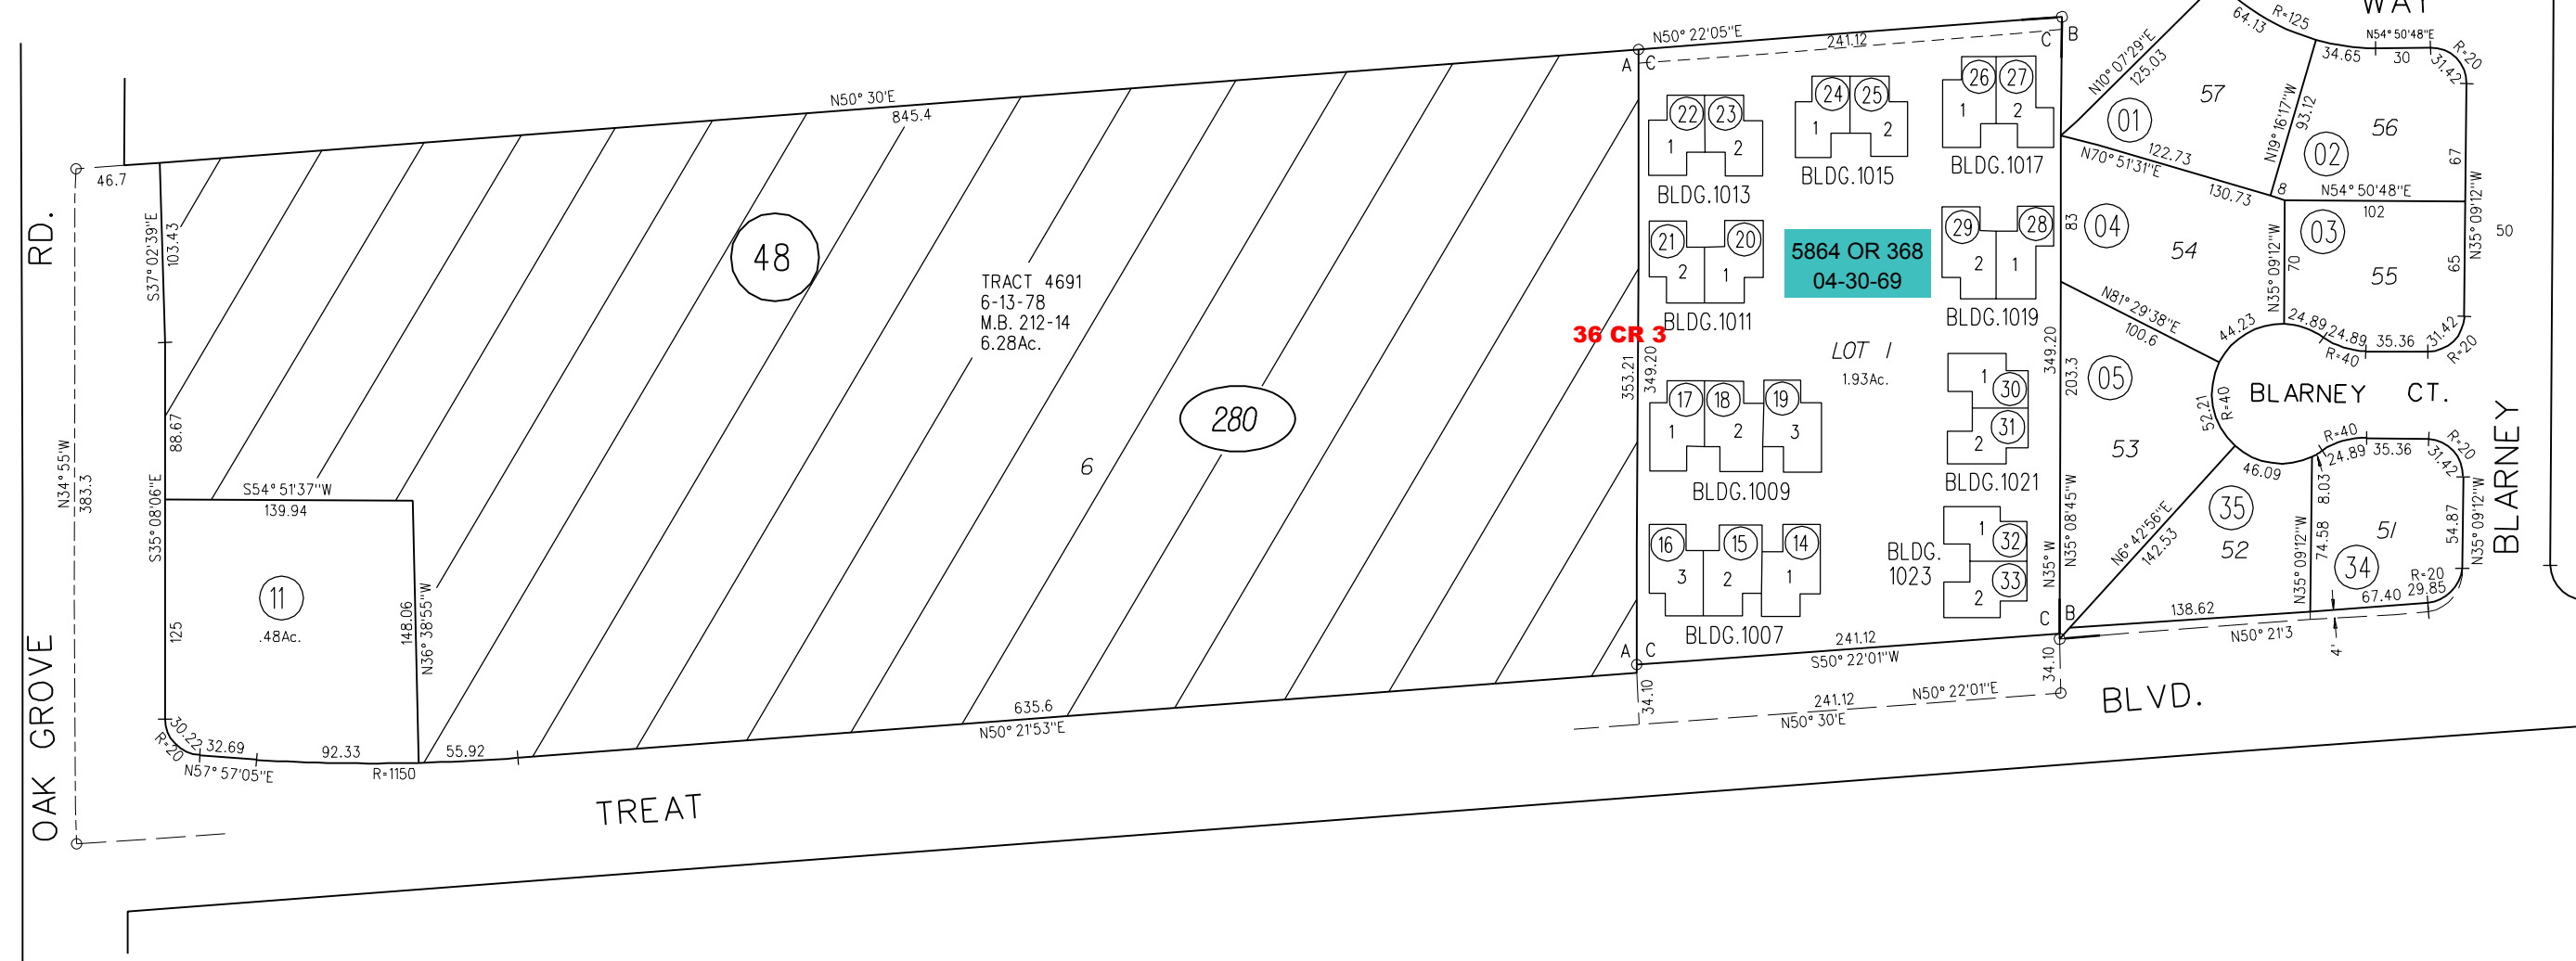 WAY
64.13
R=125
N54° 50'48"E
34.65
30
R=20
31.42
N10° 07'29"E
125.03
57
01
N19° 16'17"W
93.12
56
02
67
N70° 51'31"E
122.73
130.73
8
N54° 50'48"E
102
03
55
65
N35° 09'12"W
50
04
54
83
N35° 09'12"W
70
N81° 29'38"E
100.6
44.23
24.89
24.89
R=40
35.36
31.42
R=20
05
203.3
53
52.21
R=40
BLARNEY CT.
BLARNEY
R=40
24.89
35.36
R=20
31.42
46.09
8.03
74.58
N35° 09'12"W
N6° 42'56"E
142.53
35
52
51
34
54.87
N35° 09'12"W
R=20
29.85
67.40
138.62
N50° 21'3
4'
N50° 22'05"E
241.12
A C
C B
26 27
1 2
BLDG.1017
24 25
1 2
BLDG.1015
22 23
1 2
BLDG.1013
21 20
2 1
BLDG.1011
5864 OR 368
04-30-69
29 28
2 1
BLDG.1019
36 CR 3
353.21
349.20
LOT 1
1.93Ac.
349.20
17 18 19
1 2 3
BLDG.1009
1 30
2 31
BLDG.1021
16 15 14
3 2 1
BLDG.1007
BLDG.
1023
1 32
2 33
N35° W
N35° 08'45"W
A C
C B
241.12
S50° 22'01"W
34.10
34.10
241.12
N50° 22'01"E
N50° 30'E
BLVD.
N50° 30'E
845.4
46.7
RD.
S37° 02'39"E
103.43
48
TRACT 4691
6-13-78
M.B. 212-14
6.28Ac.
280
6
88.67
N34° 55'W
383.3
S35° 08'06"E
S54° 51'37"W
139.94
11
.48Ac.
125
148.06
N36° 38'55"W
OAK GROVE
30.22
R=20
32.69
N57° 57'05"E
92.33
R=1150
55.92
635.6
N50° 21'53"E
TREAT